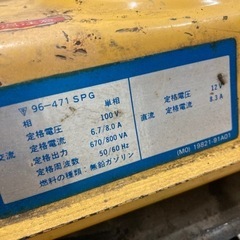 96-471 SPG
交流
相 単相
定格電圧 100V
定格電流 6.7/8.0 A
定格出力 670/800 VA
定格周波数 50/60 Hz
燃料の種類:無鉛ガソリン
直流
定格電圧 12 V
定格電流 8.3 A
(MO) 19821-91A01